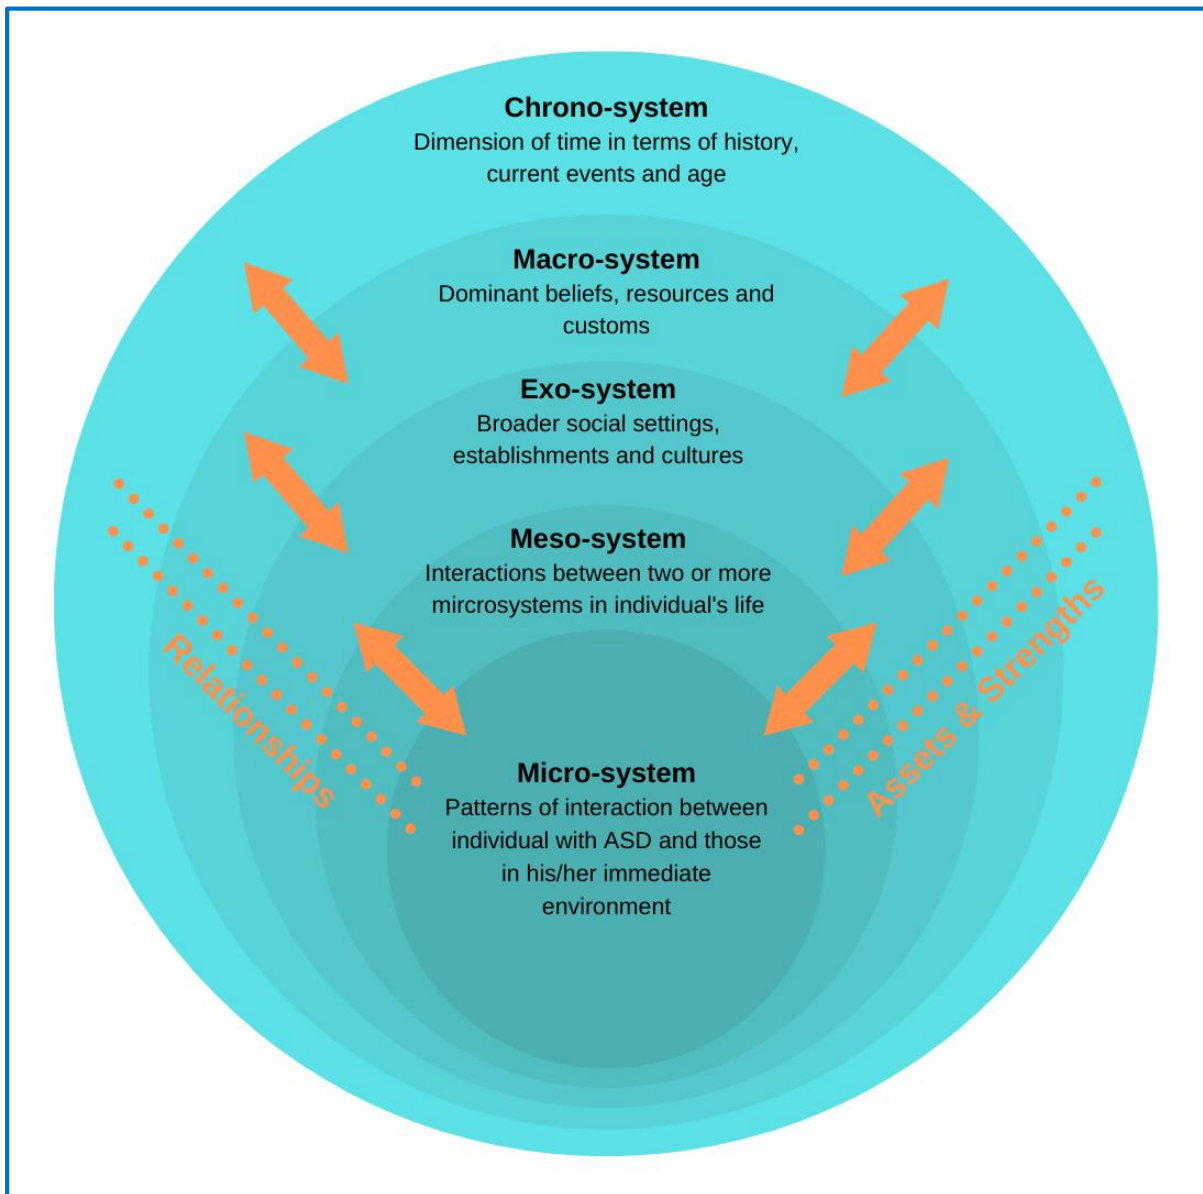 Chrono-system
Dimension of time in terms of history,
current events and age
Macro-system
Dominant beliefs, resources and
customs
Exo-system
Broader social settings,
establishments and cultures
Meso-system
Interactions between two or more
mircrosystems in individual's life
Relationships
Assets & Strengths
Micro-system
Patterns of interaction between
individual with ASD and those
in his/her immediate
environment